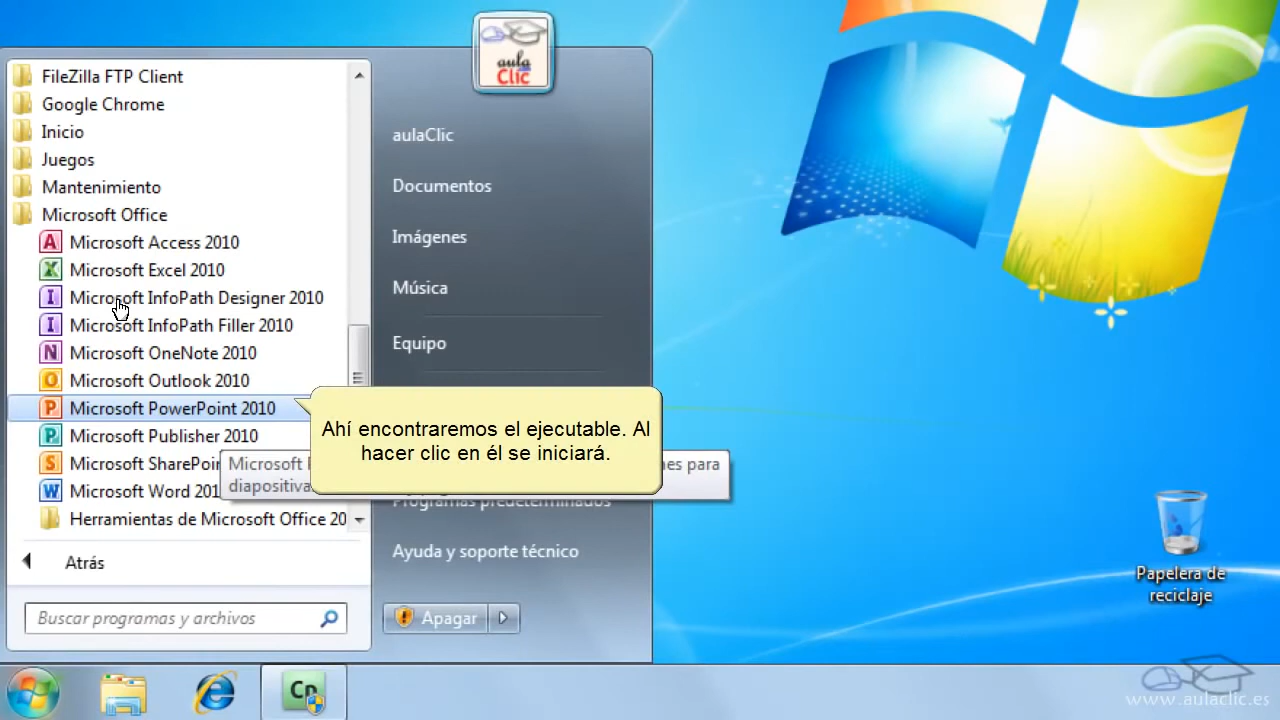 aula
Clic
FileZilla FTP Client
Google Chrome
Inicio
Juegos
Mantenimiento
Microsoft Office
Microsoft Access 2010
Microsoft Excel 2010
Microsoft InfoPath Designer 2010
Microsoft InfoPath Filler 2010
Microsoft OneNote 2010
Microsoft Outlook 2010
Microsoft PowerPoint 2010
Microsoft Publisher 2010
Microsoft
Microsoft Word
Herramientas de Microsoft Office 20
Atrás
Buscar programas y archivos
aulaClic
Documentos
Imágenes
Música
Equipo
Ahí encontraremos el ejecutable. Al
hacer clic en él se iniciará.
Microsoft
para
Programas predeterminados
Ayuda y soporte técnico
Apagar
Papelera de
reciclaje
Cp
www.aulaclic.es